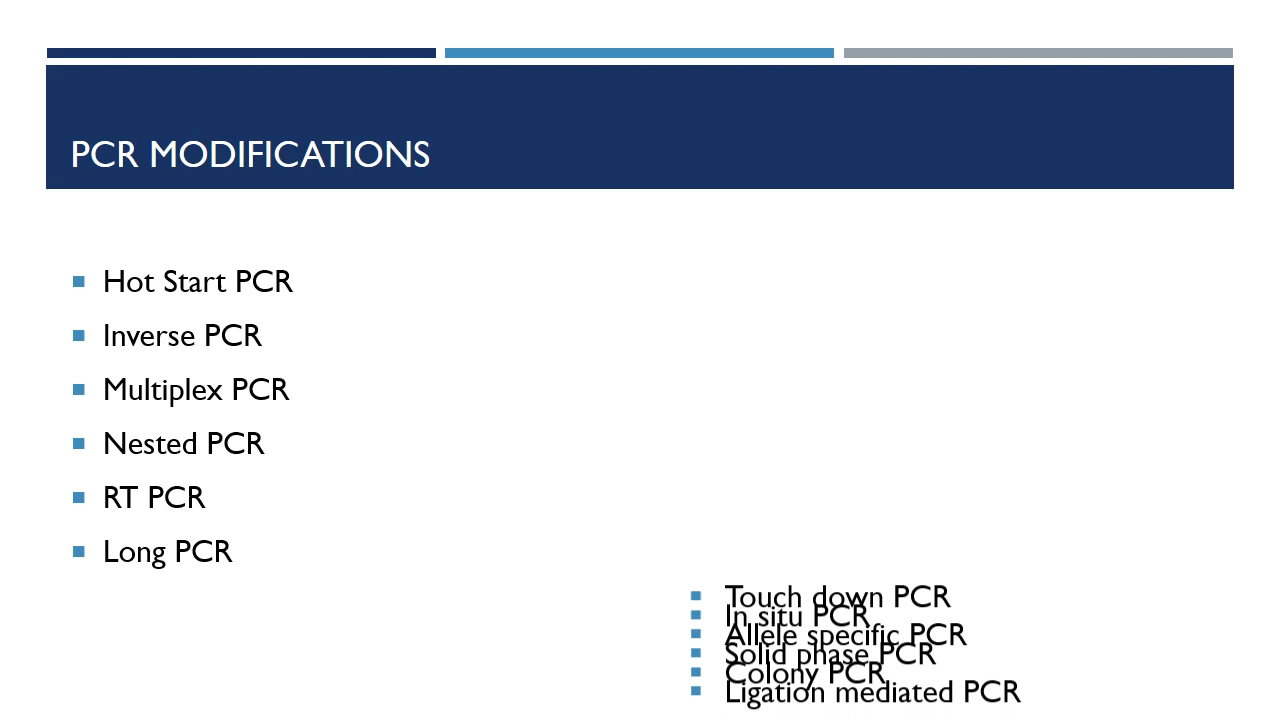 PCR MODIFICATIONS
Hot Start PCR
Inverse PCR
Multiplex PCR
Nested PCR
RT PCR
Long PCR
Touch down PCR
In situ PCR
Allele specific PCR
Solid phase PCR
Colony PCR
Ligation mediated PCR